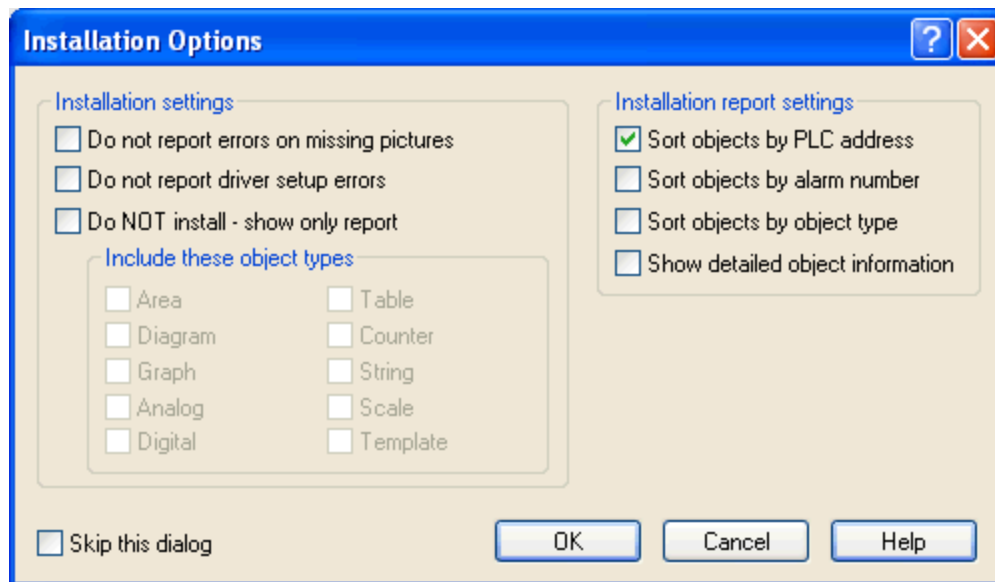 Installation Options
Installation settings
Do not report errors on missing pictures
Do not report driver setup errors
Do NOT install - show only report
Include these object types
Area
Table
Diagram
Counter
Graph
String
Analog
Scale
Digital
Template
Installation report settings
Sort objects by PLC address
Sort objects by alarm number
Sort objects by object type
Show detailed object information
Skip this dialog
OK
Cancel
Help